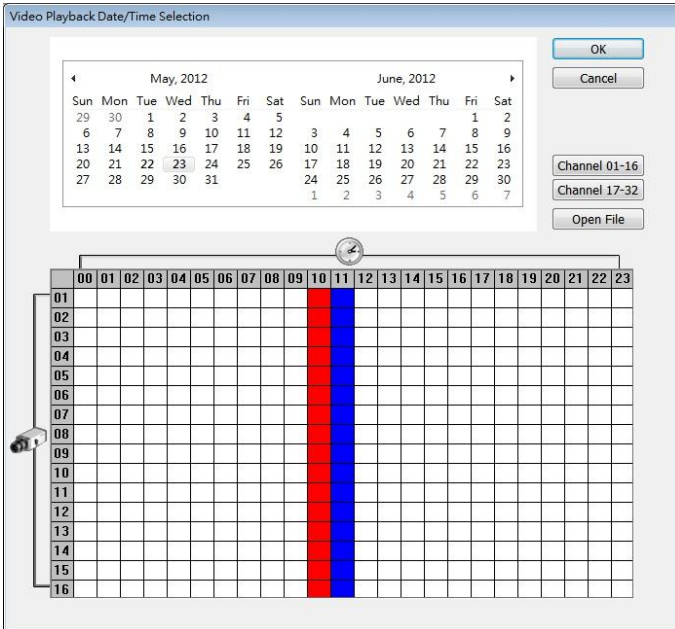 Video Playback Date/Time Selection
OK
May, 2012 June, 2012
Cancel
Sun Mon Tue Wed Thu Fri Sat Sun Mon Tue Wed Thu Fri Sat
29 30 1 2 3 4 5 1 2
6 7 8 9 10 11 12 3 4 5 6 7 8 9
13 14 15 16 17 18 19 10 11 12 13 14 15 16
20 21 22 23 24 25 26 17 18 19 20 21 22 23
Channel 01-16
27 28 29 30 31 24 25 26 27 28 29 30
Channel 17-32
1 2 3 4 5 6 7
Open File
00 01 02 03 04 05 06 07 08 09 10 11 12 13 14 15 16 17 18 19 20 21 22 23
01
02
03
04
05
06
07
08
09
10
11
12
13
14
15
16